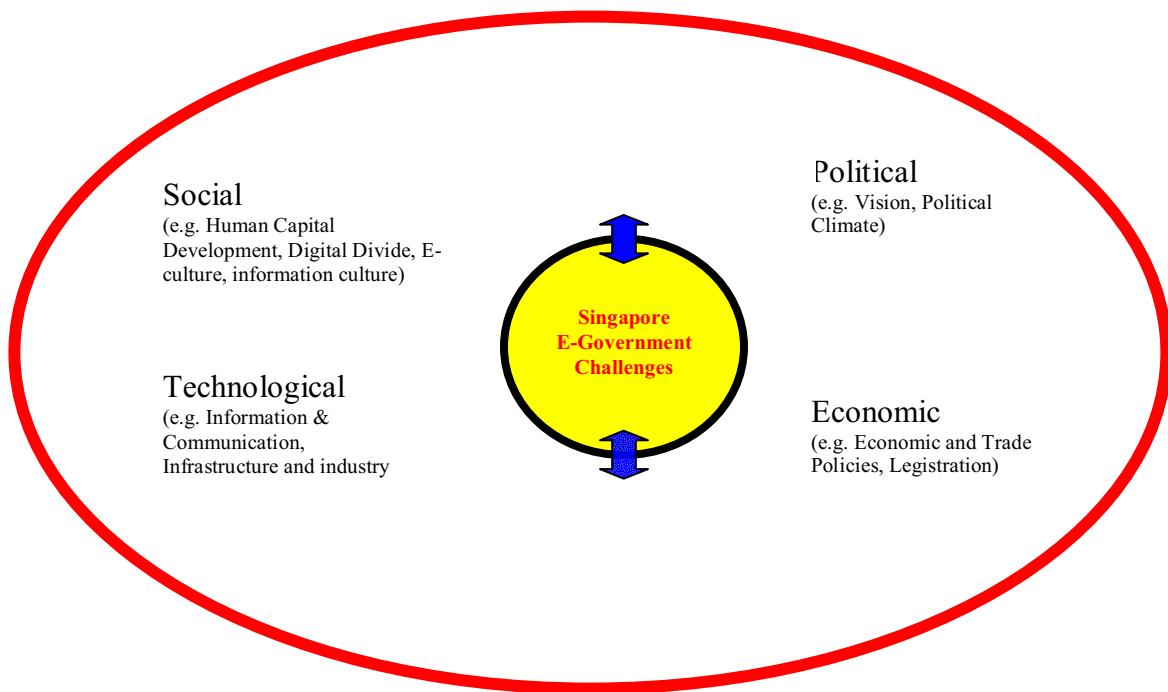 Social
(e.g. Human Capital
Development, Digital Divide, E-
culture, information culture)
Political
(e.g. Vision, Political
Climate)
Singapore
E-Government
Challenges
Technological
(e.g. Information &
Communication,
Infrastructure and industry
Economic
(e.g. Economic and Trade
Policies, Legistration)